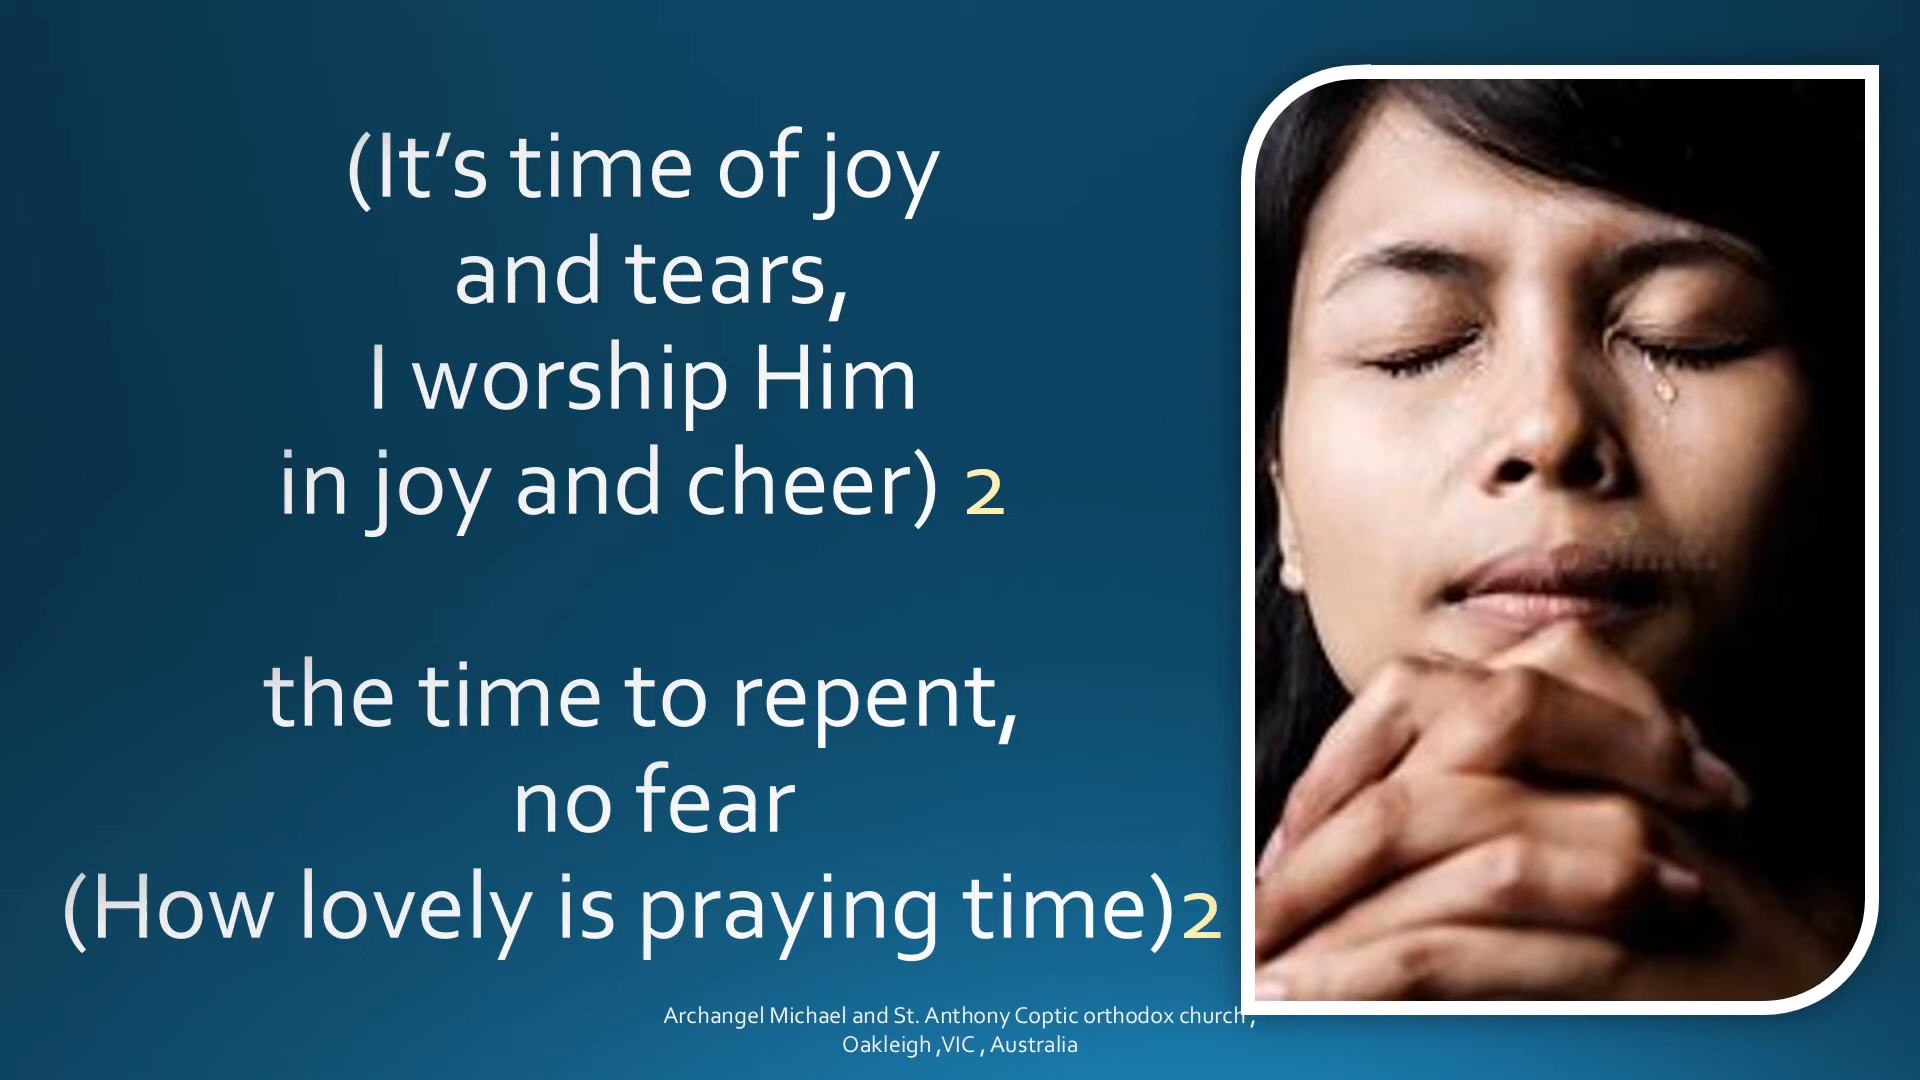 (It’s time of joy
and tears,
I worship Him
in joy and cheer) 2
the time to repent,
no fear
(How lovely is praying time)2
Archangel Michael and St. Anthony Coptic orthodox church ,
Oakleigh ,VIC , Australia